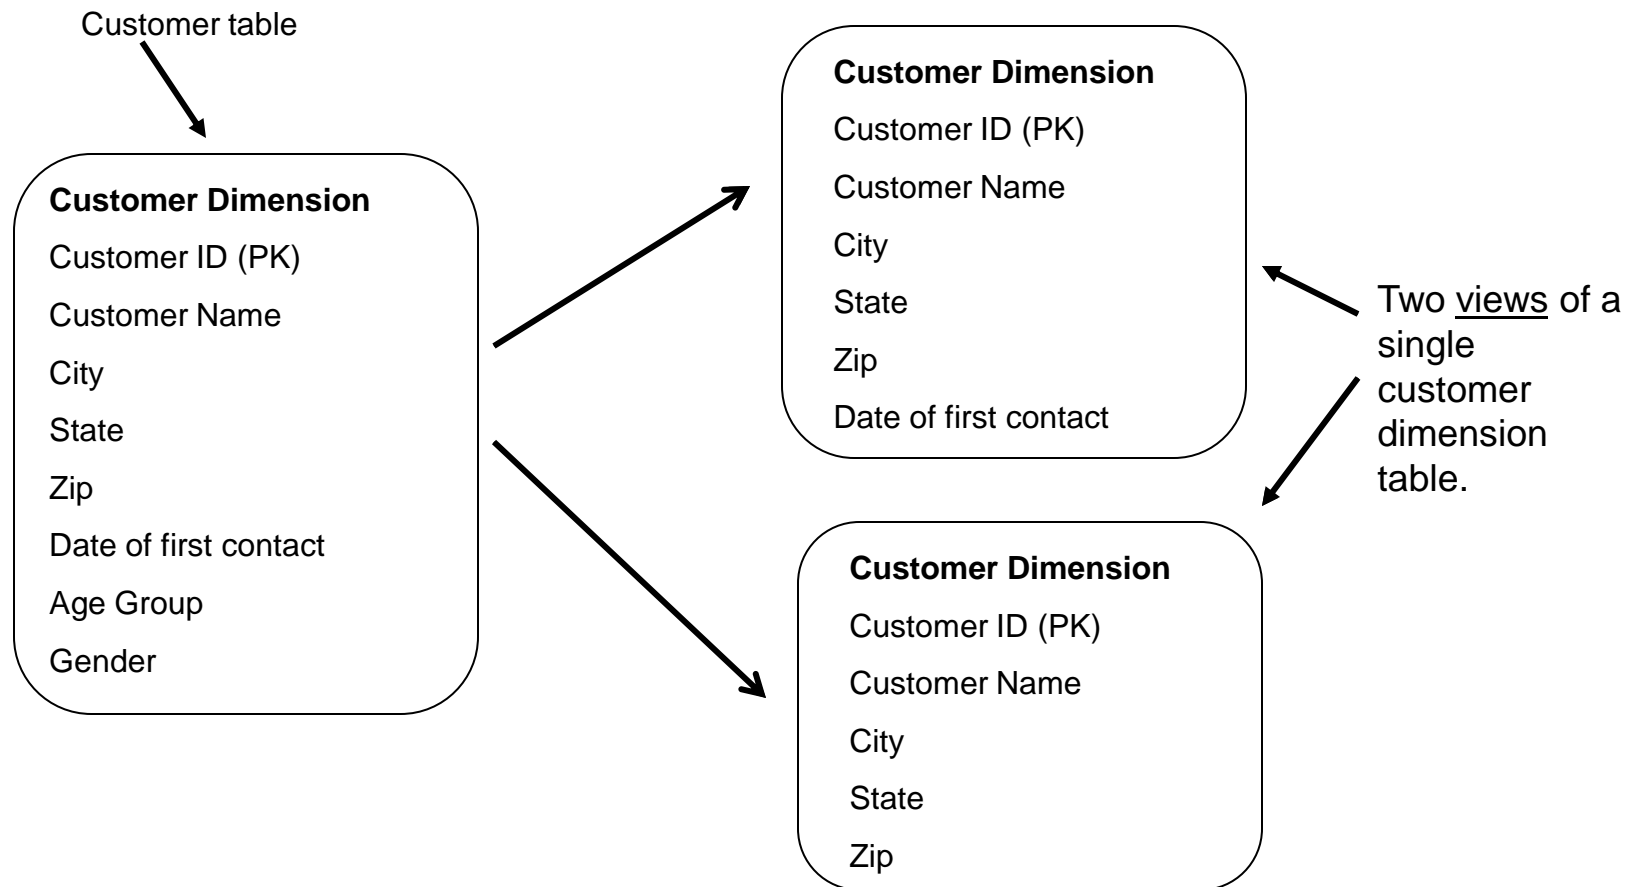 Customer table
Customer Dimension
Customer ID (PK)
Customer Name
City
State
Zip
Date of first contact
Age Group
Gender
Customer Dimension
Customer ID (PK)
Customer Name
City
State
Zip
Date of first contact
Customer Dimension
Customer ID (PK)
Customer Name
City
State
Zip
Two views of a
single
customer
dimension
table.